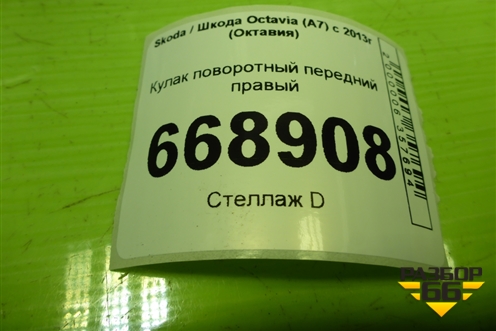 Skoda / Шкода Octavia (A7) с 2013г
(Октавия)
Кулак поворотный передний
правый
668908
Стеллаж D
РАЗБОР
66